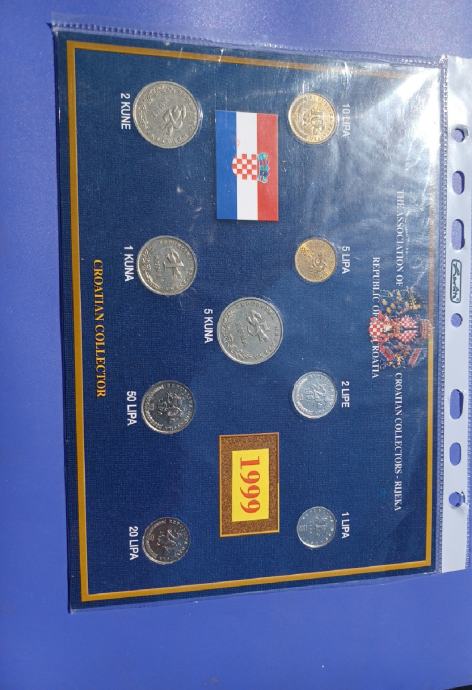 THE ASSOCIATION OF CROATIAN COLLECTORS - RIJEKA
REPUBLIC OF CROATIA
10 LIPA
5 LIPA
2 LIPE
1 LIPA
5 KUNA
1999
2 KUNE
1 KUNA
50 LIPA
20 LIPA
CROATIAN COLLECTOR